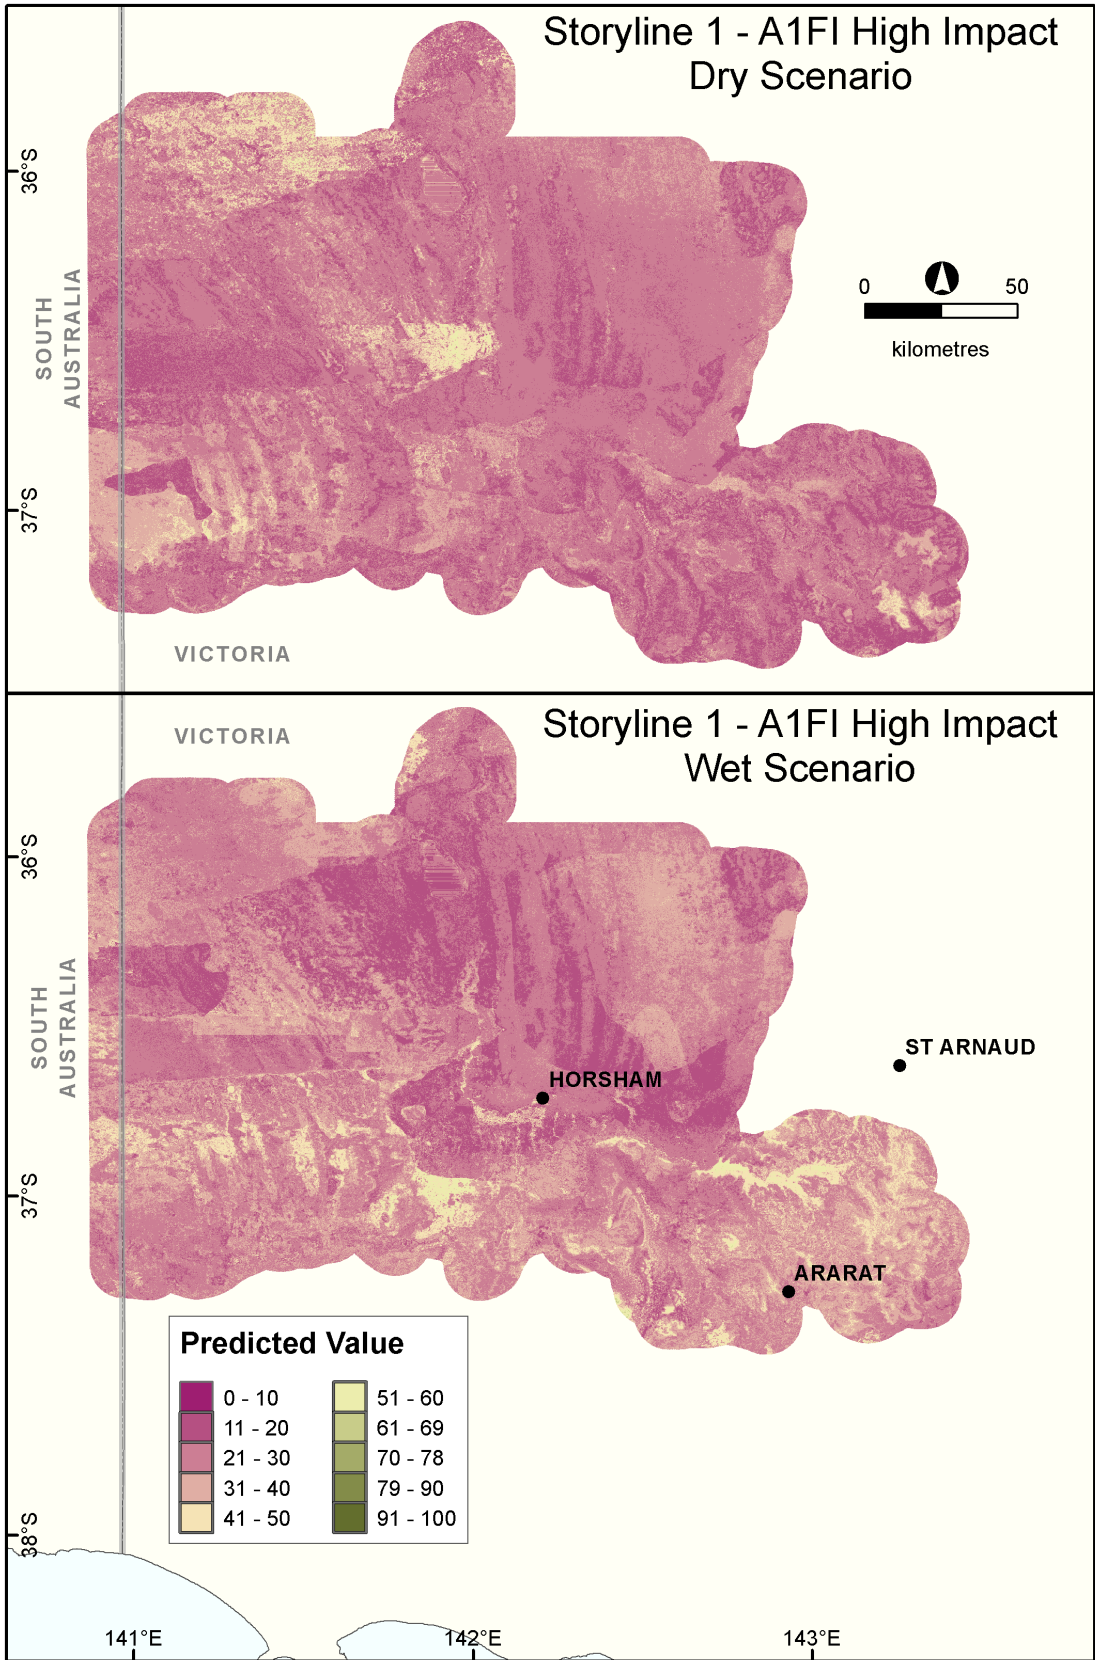 Storyline 1 - A1FI High Impact
Dry Scenario
36°S
SOUTH
AUSTRALIA
0 50
kilometres
37°S
VICTORIA
VICTORIA
Storyline 1 - A1FI High Impact
Wet Scenario
36°S
SOUTH
AUSTRALIA
ST ARNAUD
HORSHAM
37°S
ARARAT
Predicted Value
0 - 10
11 - 20
21 - 30
31 - 40
41 - 50
51 - 60
61 - 69
70 - 78
79 - 90
91 - 100
38°S
141°E
142°E
143°E